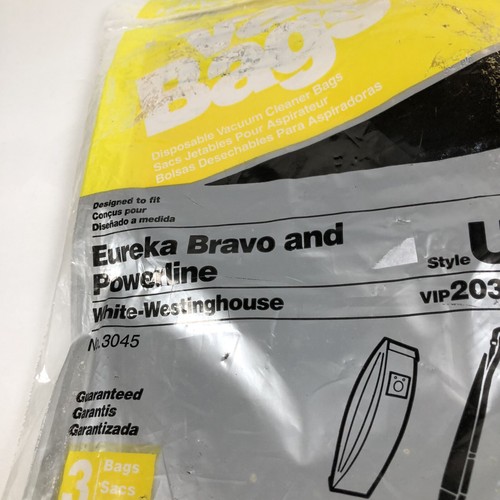 Bags
Disposable Vacuum Cleaner Bags
Sacs Jetables Pour Aspirateur
Bolsas Desechables Para Aspiradoras
Designed to fit
Conçus pour
Diseñado a medida
Eureka Bravo and
Powerline
White-Westinghouse
No. 3045
Style U
VIP203
Guaranteed
Garantis
Garantizada
3 Bags
Sacs